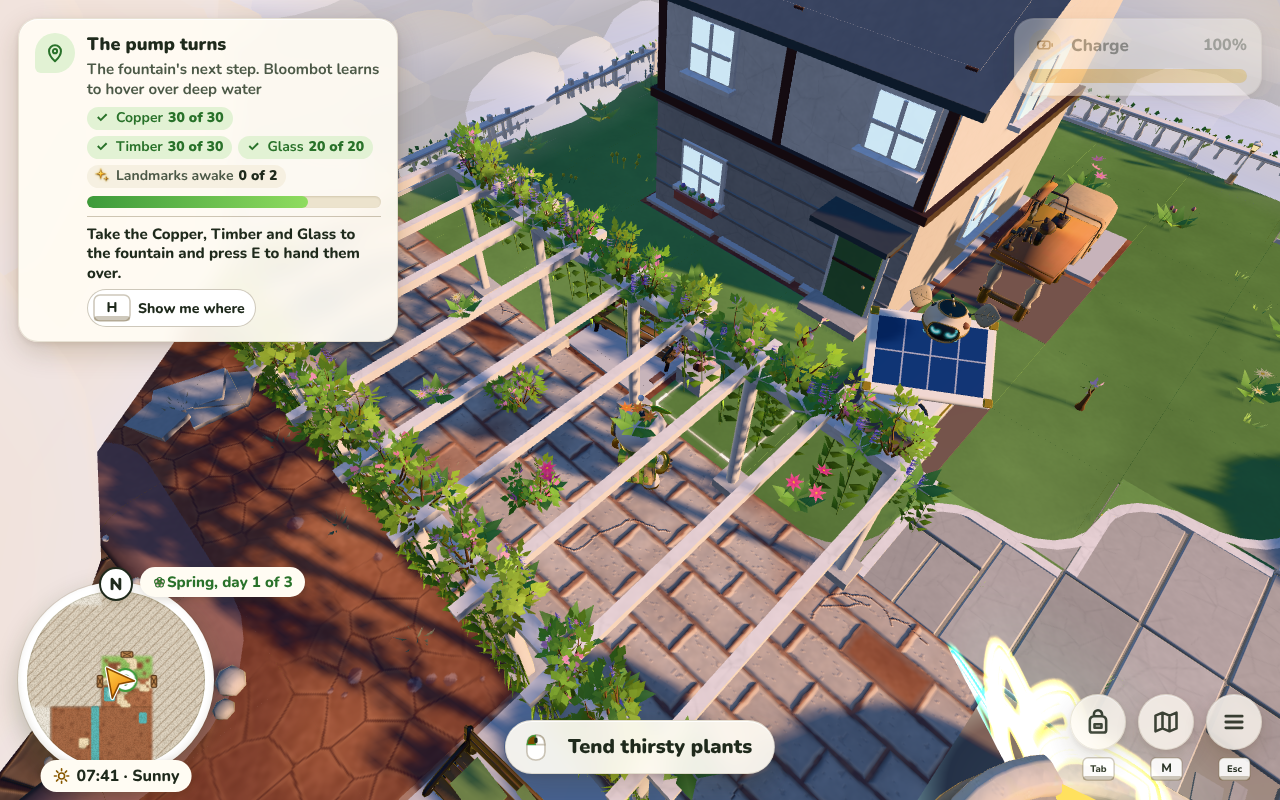 The pump turns
The fountain's next step. Bloombot learns
to hover over deep water
Copper 30 of 30
Timber 30 of 30 Glass 20 of 20
Landmarks awake 0 of 2
Take the Copper, Timber and Glass to
the fountain and press E to hand them
over.
H Show me where
Charge 100%
N Spring, day 1 of 3
07:41 · Sunny
Tend thirsty plants
Tab M Esc